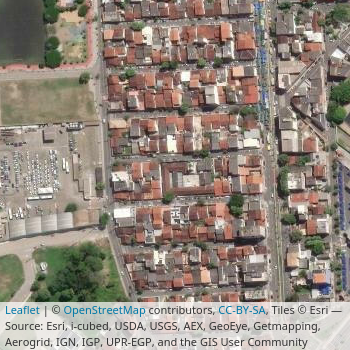 Leaflet | © OpenStreetMap contributors, CC-BY-SA, Tiles © Esri —
Source: Esri, i-cubed, USDA, USGS, AEX, GeoEye, Getmapping,
Aerogrid, IGN, IGP, UPR-EGP, and the GIS User Community